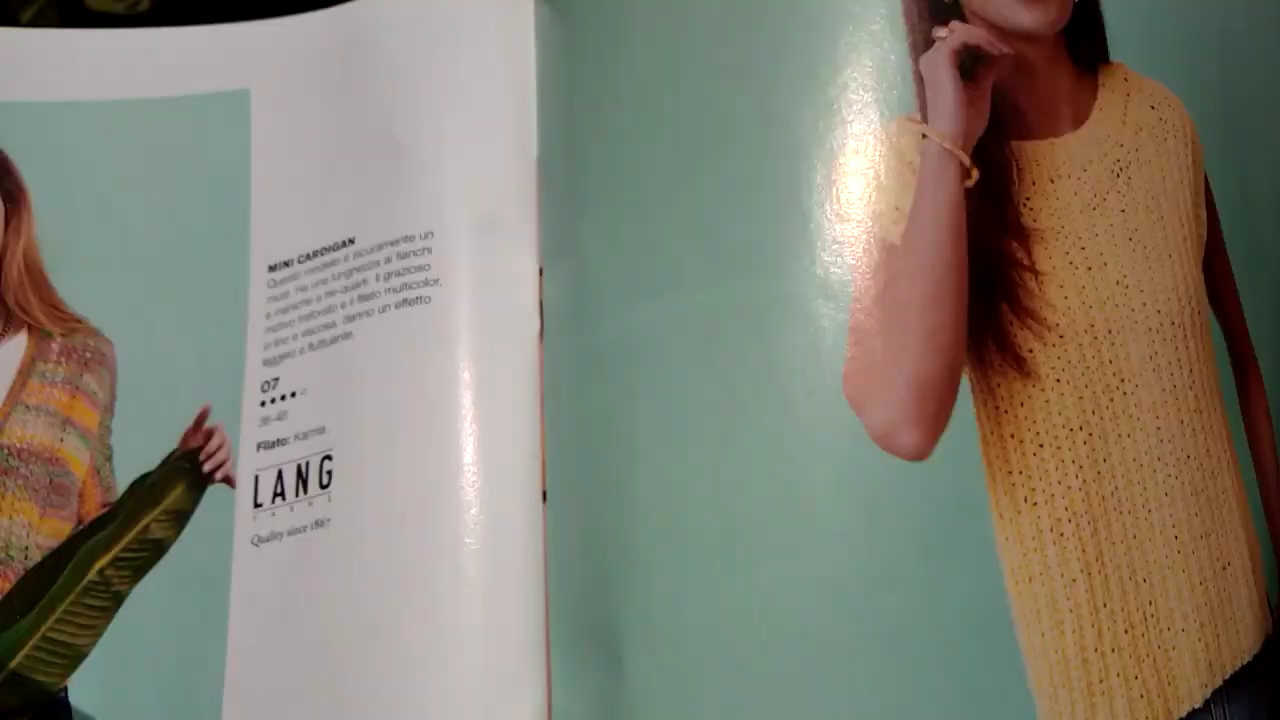 MINI CARDIGAN
Questo modello è sicuramente un
must. Ha una lunghezza ai fianchi
e maniche a tre-quarti. Il grazioso
motivo traforato e il filato multicolor,
in lino e viscosa, danno un effetto
leggero e fluttuante.
07
36-48
Filato: Karma
LANG
YARNS
Quality since 1867